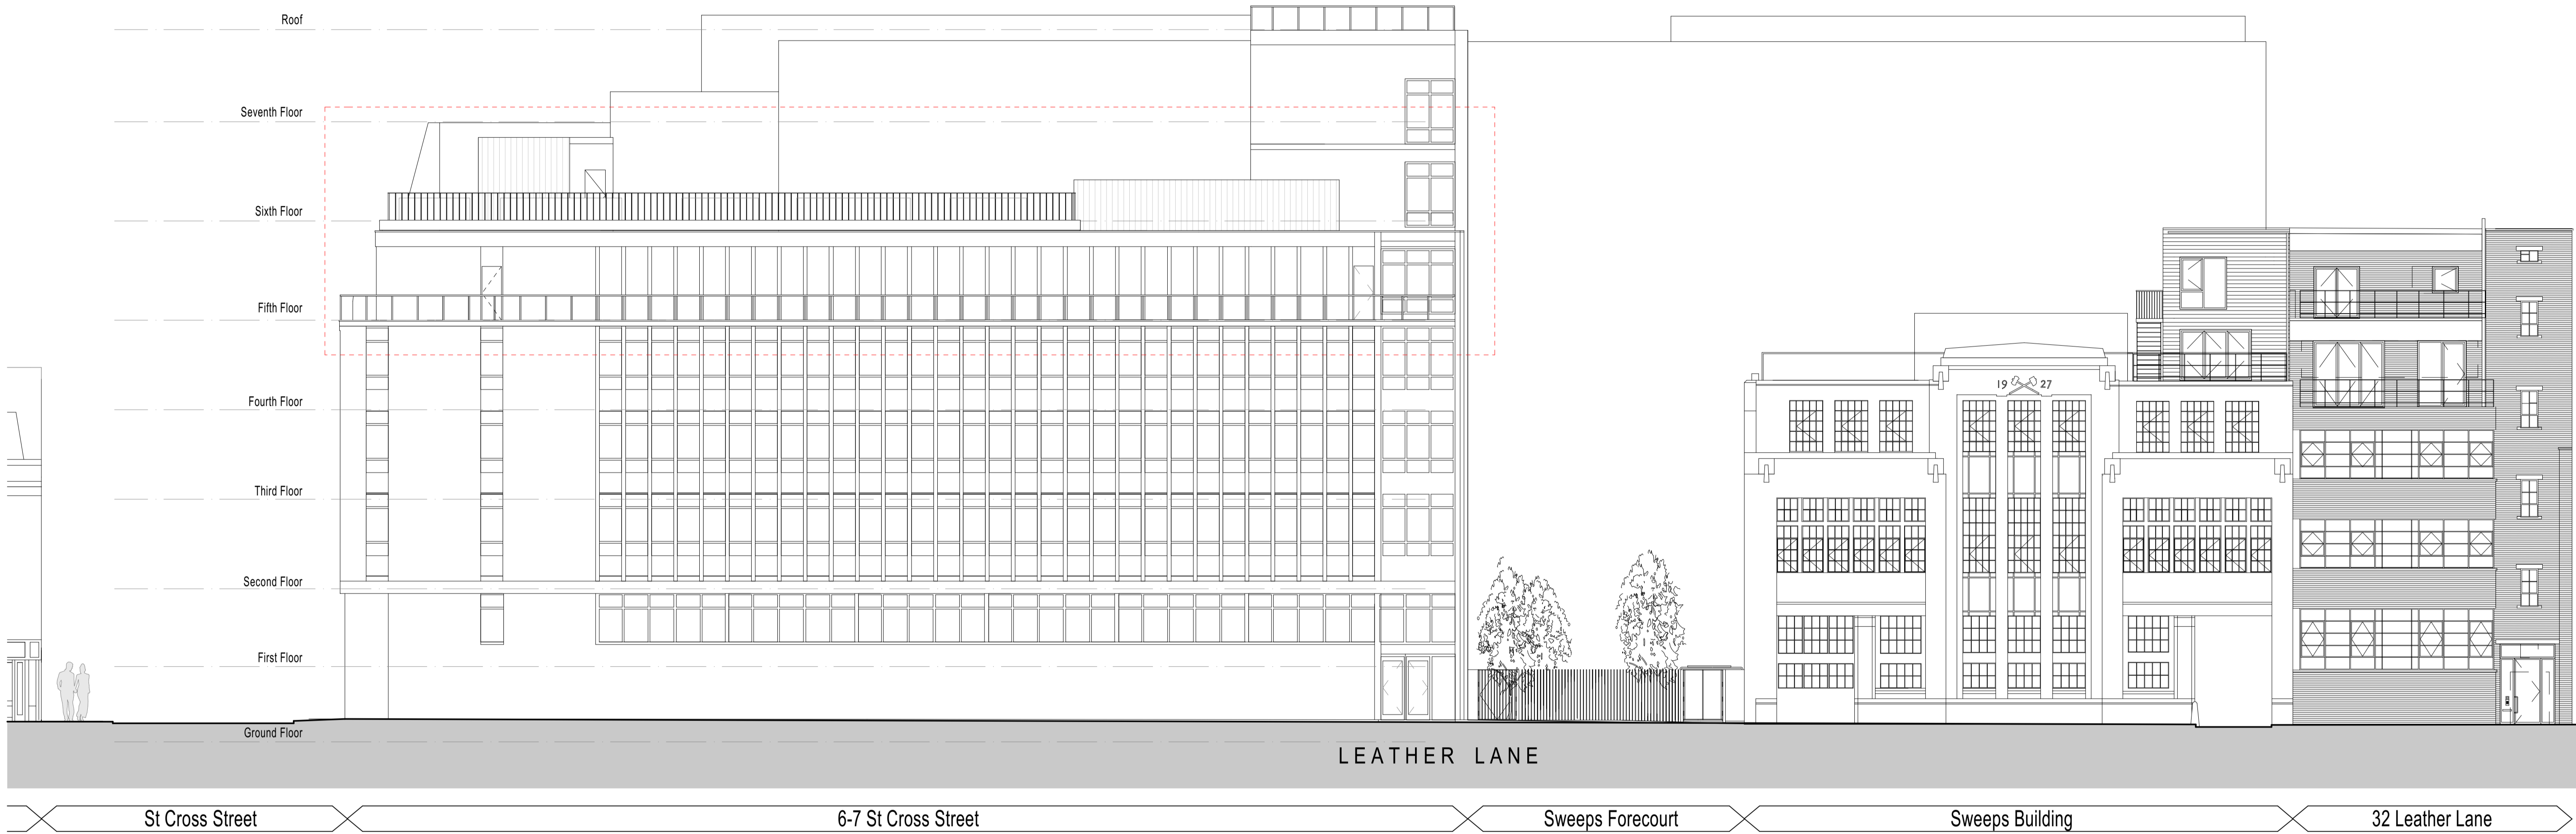 Roof
Seventh Floor
Sixth Floor
Fifth Floor
Fourth Floor
Third Floor
Second Floor
First Floor
Ground Floor
19 27
LEATHER LANE
St Cross Street
6-7 St Cross Street
Sweeps Forecourt
Sweeps Building
32 Leather Lane